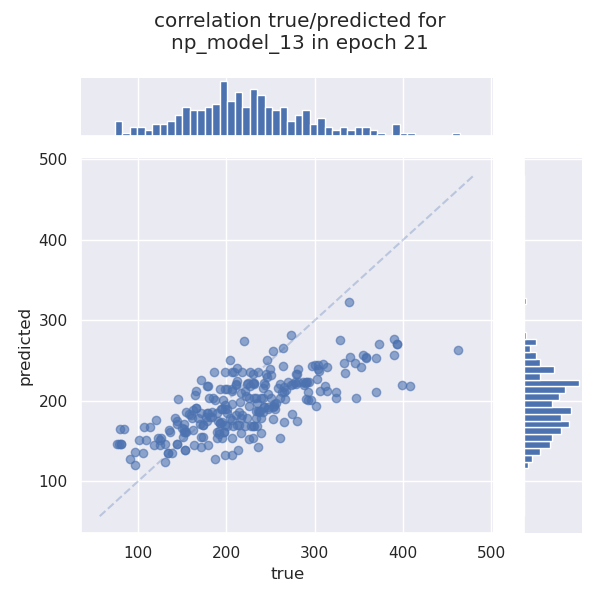 correlation true/predicted for
np_model_13 in epoch 21
500
400
300
200
100
predicted
100 200 300 400 500
true